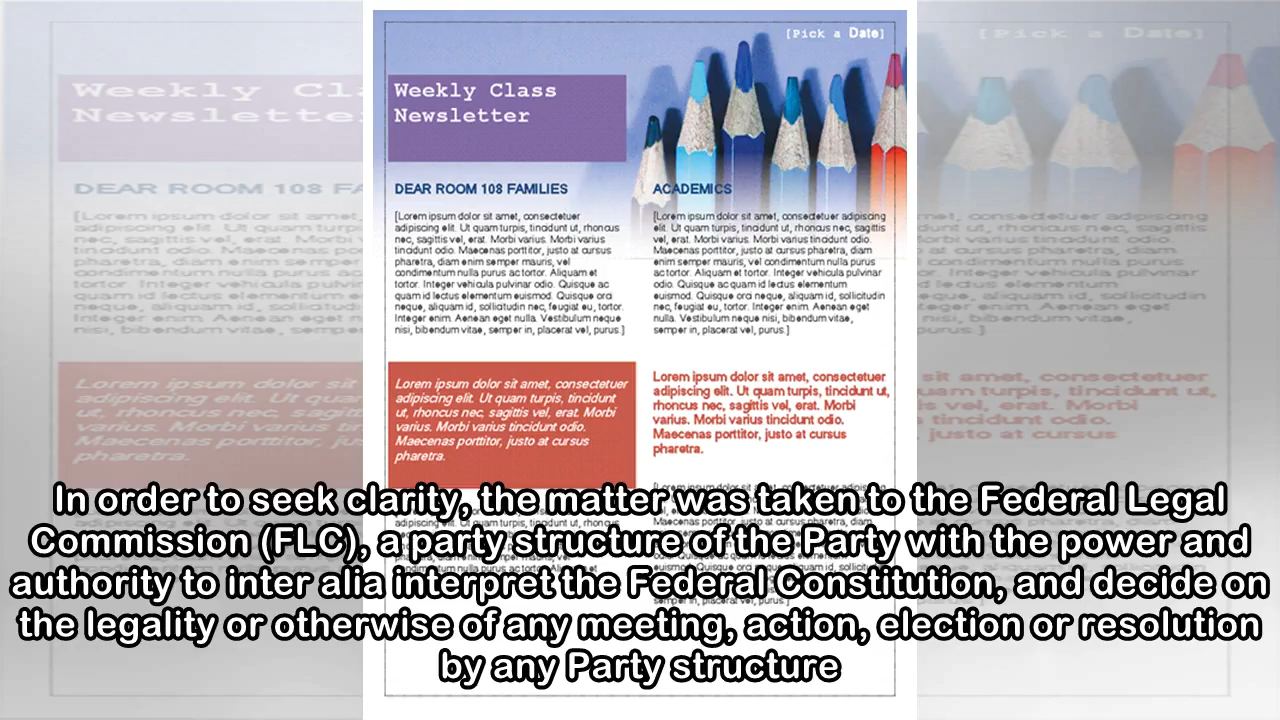 [Pick a Date]
Weekly Class
Newsletter
DEAR ROOM 108 FAMILIES
[Lorem ipsum dolor sit amet, consectetuer
adipiscing elit. Ut quam turpis, tincidunt ut, rhoncus
nec, sagittis vel, erat. Morbi varius. Morbi varius
tincidunt odio. Maecenas porttitor, justo at cursus
pharetra, diam enim semper mauris, vel
condimentum nulla purus ac tortor. Aliquam et
tortor. Integer vehicula pulvinar odio. Quisque ac
quam id lectus elementum euismod. Quisque orci
neque, aliquam id, sollicitudin nec, feugiat eu, tortor.
Integer enim. Aenean eget nulla. Vestibulum neque
nisi, bibendum vitae, semper in, placerat vel, purus.]
ACADEMICS
[Lorem ipsum dolor sit amet, consectetuer adipiscing
elit. Ut quam turpis, tincidunt ut, rhoncus nec, sagittis
vel, erat. Morbi varius. Morbi varius tincidunt odio.
Maecenas porttitor, justo at cursus pharetra, diam
enim semper mauris, vel condimentum nulla purus
ac tortor. Aliquam et tortor. Integer vehicula pulvinar
odio. Quisque ac quam id lectus elementum
euismod. Quisque orci neque, aliquam id, sollicitudin
nec, feugiat eu, tortor. Integer enim. Aenean eget
nulla. Vestibulum neque nisi, bibendum vitae,
semper in, placerat vel, purus.]
Lorem ipsum dolor sit amet, consectetuer
adipiscing elit. Ut quam turpis, tincidunt
ut, rhoncus nec, sagittis vel, erat. Morbi
varius. Morbi varius tincidunt odio.
Maecenas porttitor, justo at cursus
pharetra.
Lorem ipsum dolor sit amet, consectetuer
adipiscing elit. Ut quam turpis, tincidunt ut,
rhoncus nec, sagittis vel, erat. Morbi
varius. Morbi varius tincidunt odio.
Maecenas porttitor, justo at cursus
pharetra.
In order to seek clarity, the matter was taken to the Federal Legal
Commission (FLC), a party structure of the Party with the power and
authority to inter alia interpret the Federal Constitution, and decide on
the legality or otherwise of any meeting, action, election or resolution
by any Party structure